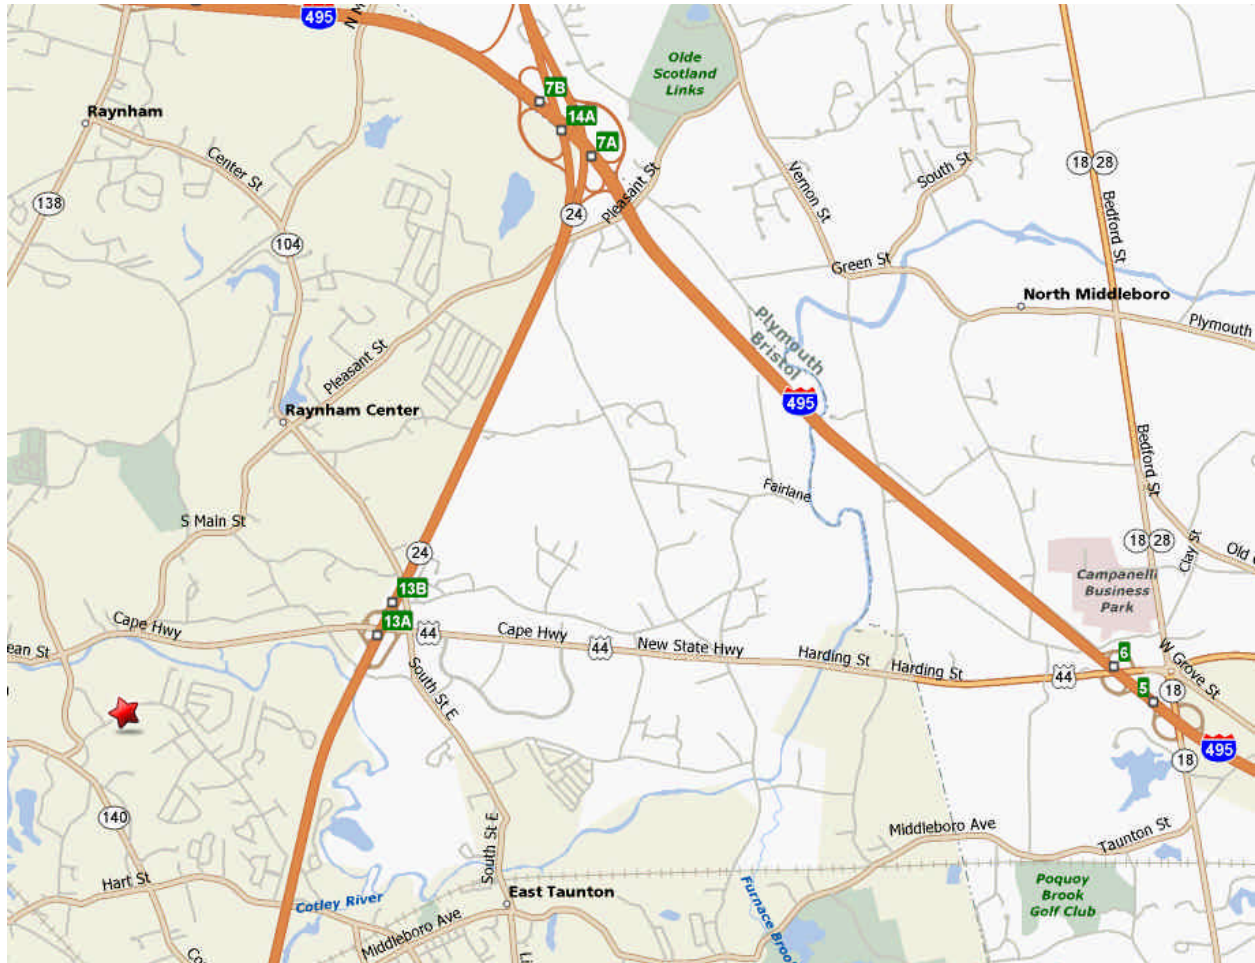 495
N M
Olde
Scotland
Links
7B
Raynham
14A
7A
Center St
South St
18
28
Vernon St
Pleasant St
138
24
Bedford St
104
Green St
North Middleboro
Plymouth
Plymouth
Bristol
Pleasant St
495
Raynham Center
Bedford St
Fairlane
S Main St
24
18
28
Clay St
Old
13B
Campanelli
Business
Park
13A
Cape Hwy
44
Cape Hwy
44
New State Hwy
ean St
Harding St
Harding St
6
W Grove St
44
South St E
5
18
495
18
140
South St E
Middleboro Ave
Taunton St
Hart St
East Taunton
Poquoy
Brook
Golf Club
Cotley River
Furnace Brook
Middleboro Ave
Co
Li